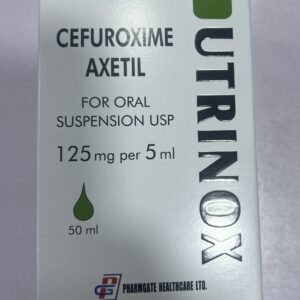 CEFUROXIME
AXETIL
FOR ORAL
SUSPENSION USP
125 mg per 5 ml
50 ml
UTRINOX
PHARMGATE HEALTHCARE LTD.